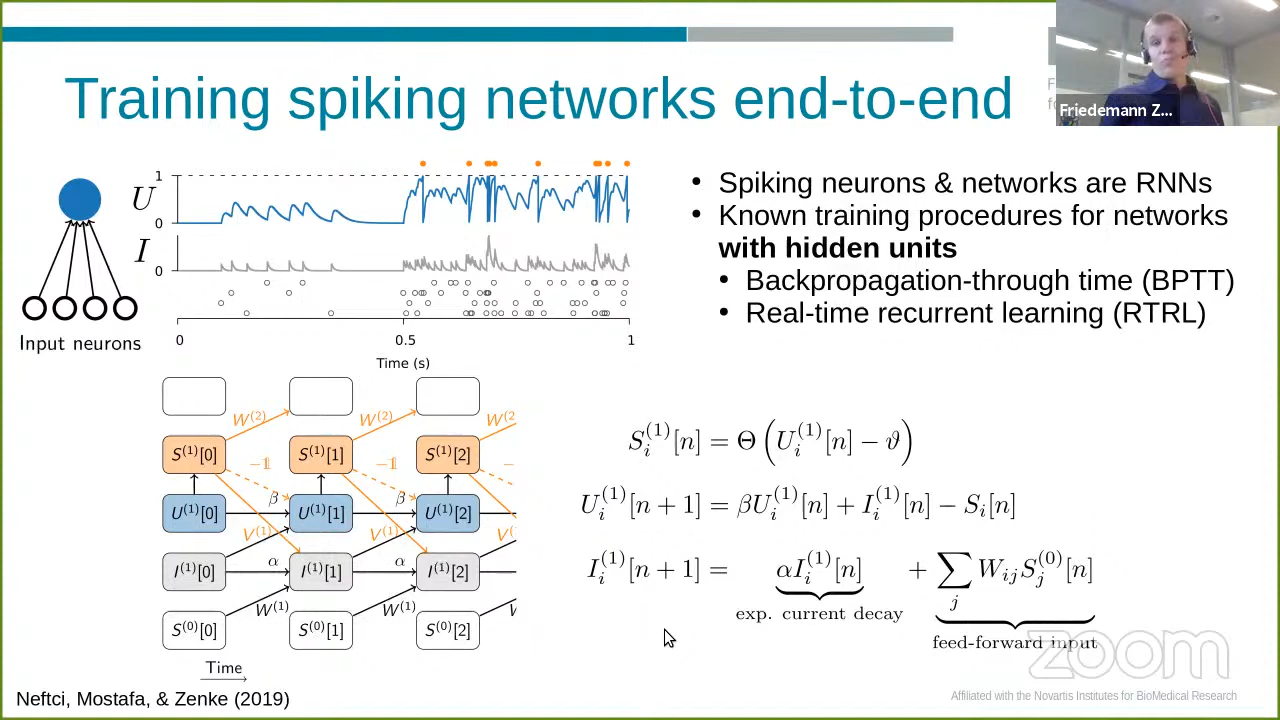 Training spiking networks end-to-end
Friedemann Z...
U
1
0
I
0
Input neurons
0
0.5
1
Time (s)
• Spiking neurons & networks are RNNs
• Known training procedures for networks
with hidden units
• Backpropagation-through time (BPTT)
• Real-time recurrent learning (RTRL)
W⁽²⁾ W⁽²⁾ W⁽²
S⁽¹⁾[0] S⁽¹⁾[1] S⁽¹⁾[2]
−𝟙 −𝟙 −
β β
U⁽¹⁾[0] U⁽¹⁾[1] U⁽¹⁾[2]
V⁽¹⁾ V⁽¹⁾ V⁽¹
α α
I⁽¹⁾[0] I⁽¹⁾[1] I⁽¹⁾[2]
W⁽¹⁾ W⁽¹⁾
S⁽⁰⁾[0] S⁽⁰⁾[1] S⁽⁰⁾[2]
Time
S_i^{(1)}[n] = Θ(U_i^{(1)}[n] − ϑ)
U_i^{(1)}[n + 1] = βU_i^{(1)}[n] + I_i^{(1)}[n] − S_i[n]
I_i^{(1)}[n + 1] = αI_i^{(1)}[n] + ∑_j W_{ij}S_j^{(0)}[n]
exp. current decay
feed-forward input
zoom
Neftci, Mostafa, & Zenke (2019)
Affiliated with the Novartis Institutes for BioMedical Research